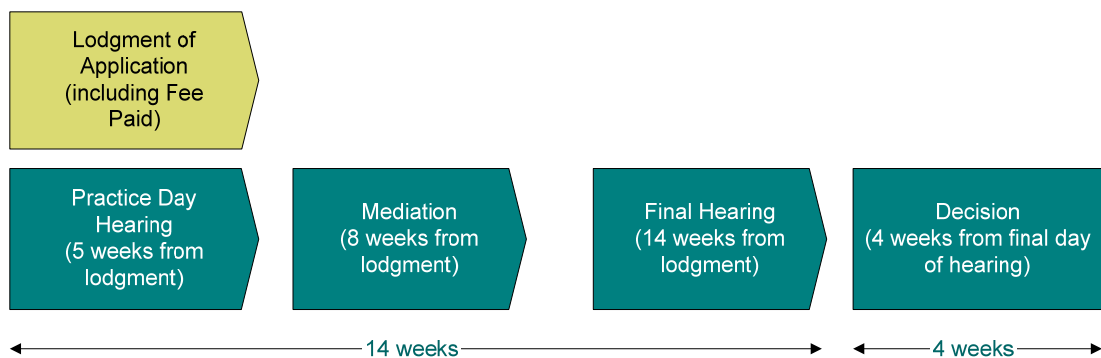 Lodgment of
Application
(including Fee
Paid)
Practice Day
Hearing
(5 weeks from
lodgment)
Mediation
(8 weeks from
lodgment)
Final Hearing
(14 weeks from
lodgment)
Decision
(4 weeks from final day
of hearing)
14 weeks
4 weeks